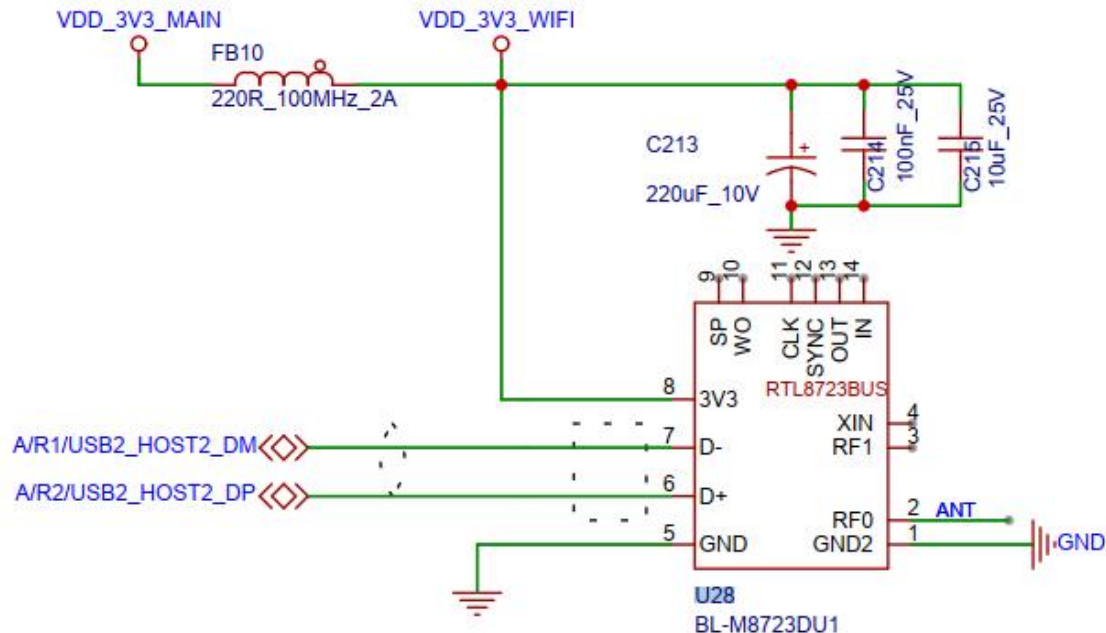 VDD_3V3_MAIN
VDD_3V3_WIFI
FB10
220R_100MHz_2A
C213
220uF_10V
+
C214
100nF_25V
C215
10uF_25V
9
10
11
12
13
14
SP
WO
CLK
SYNC
OUT
IN
RTL8723BUS
8
3V3
XIN
4
A/R1/USB2_HOST2_DM
7
D-
RF1
3
A/R2/USB2_HOST2_DP
6
D+
RF0
2
ANT
5
GND
GND2
1
GND
U28
BL-M8723DU1